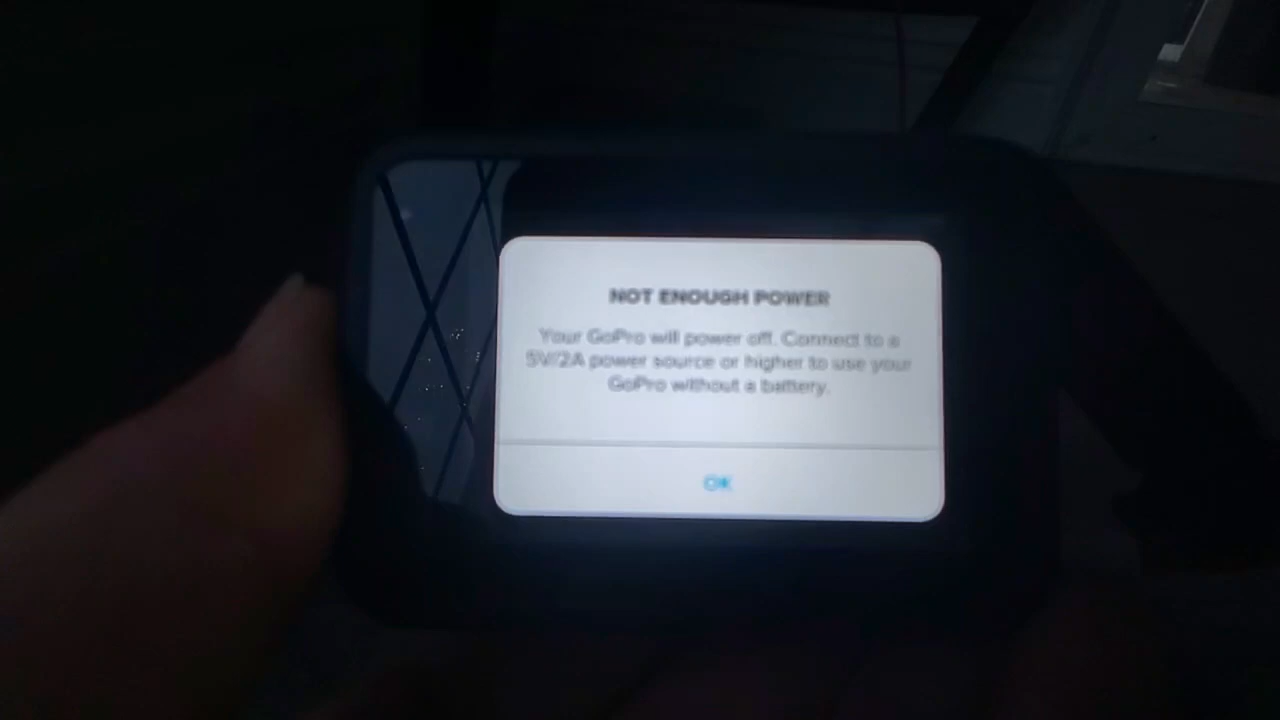 NOT ENOUGH POWER
Your GoPro will power off. Connect to a
5V/2A power source or higher to use your
GoPro without a battery.
OK